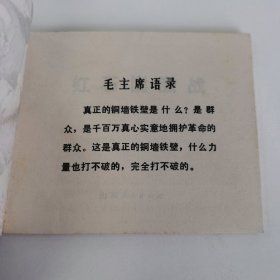 毛主席语录
真正的铜墙铁壁是什么？是群
众，是千百万真心实意地拥护革命的
群众。这是真正的铜墙铁壁，什么力
量也打不破的，完全打不破的。